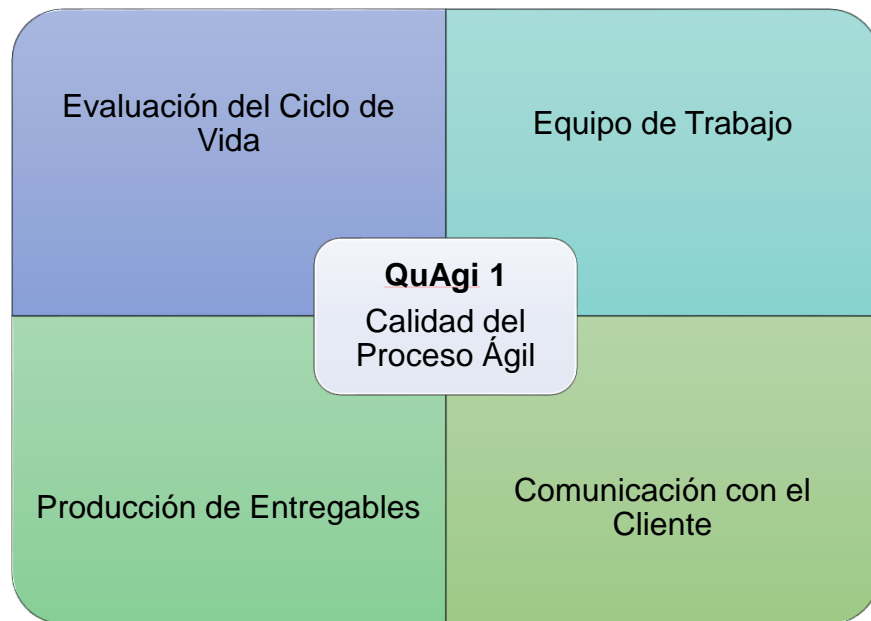 Evaluación del Ciclo de
Vida
Equipo de Trabajo
QuAgi 1
Calidad del
Proceso Ágil
Producción de Entregables
Comunicación con el
Cliente